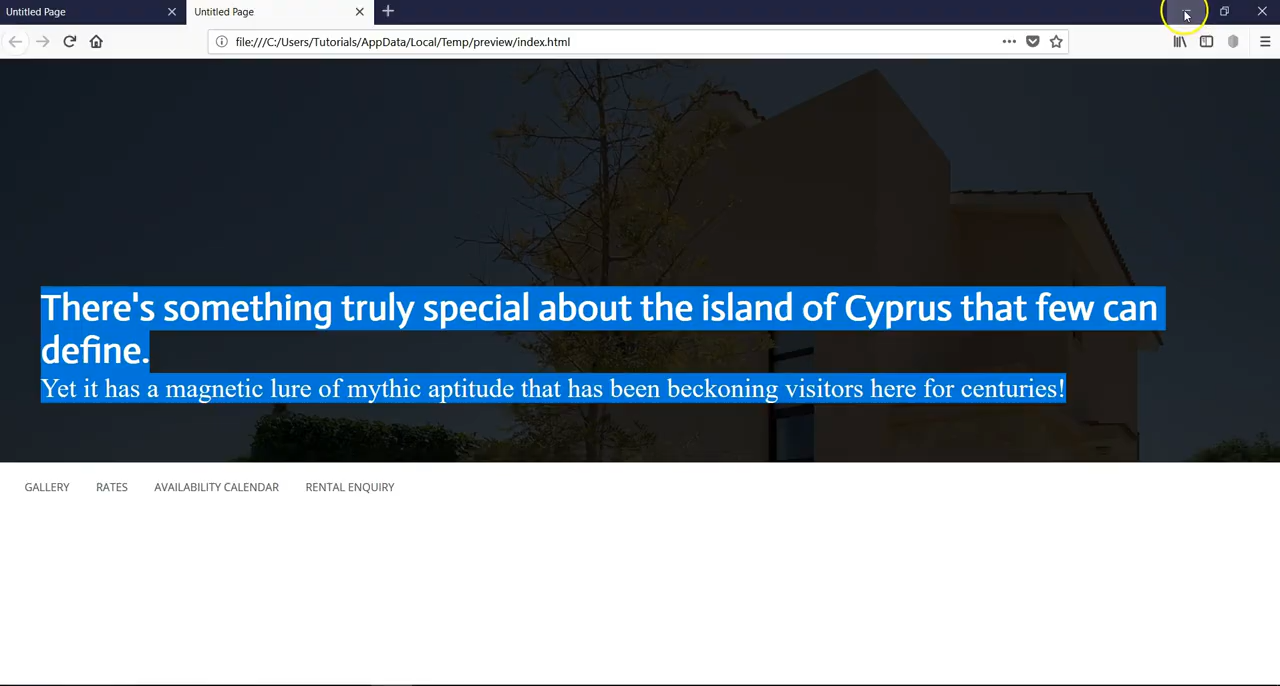 Untitled Page
Untitled Page
file:///C:/Users/Tutorials/AppData/Local/Temp/preview/index.html
There's something truly special about the island of Cyprus that few can
define.
Yet it has a magnetic lure of mythic aptitude that has been beckoning visitors here for centuries!
GALLERY RATES AVAILABILITY CALENDAR RENTAL ENQUIRY